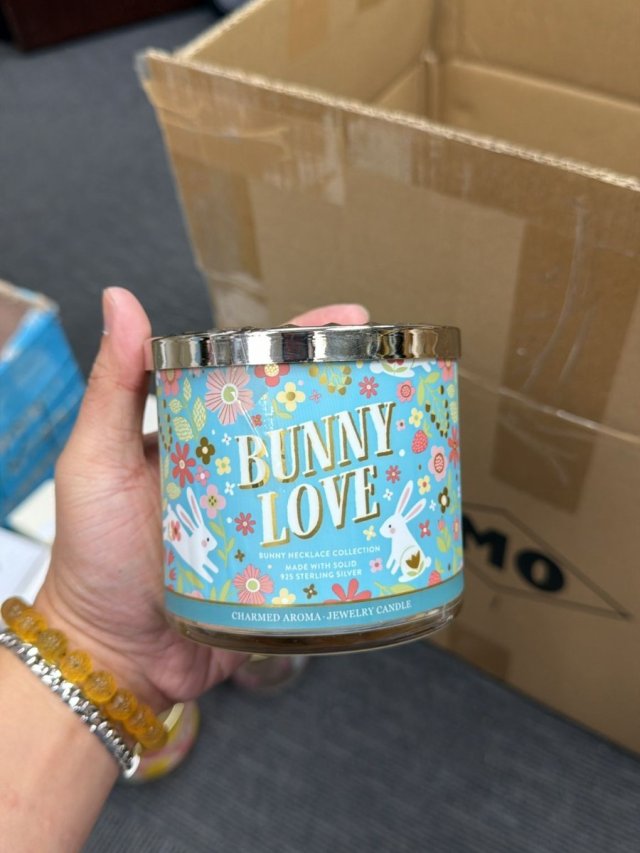 BUNNY
LOVE
BUNNY NECKLACE COLLECTION
MADE WITH SOLID
925 STERLING SILVER
CHARMED AROMA · JEWELRY CANDLE
MO